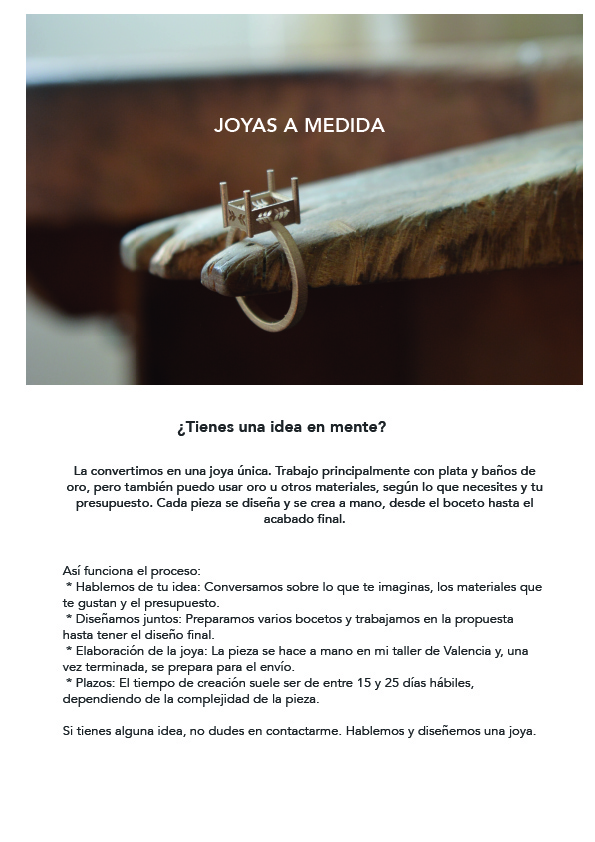 JOYAS A MEDIDA
¿Tienes una idea en mente?
La convertimos en una joya única. Trabajo principalmente con plata y baños de
oro, pero también puedo usar oro u otros materiales, según lo que necesites y tu
presupuesto. Cada pieza se diseña y se crea a mano, desde el boceto hasta el
acabado final.
Así funciona el proceso:
* Hablemos de tu idea: Conversamos sobre lo que te imaginas, los materiales que
te gustan y el presupuesto.
* Diseñamos juntos: Preparamos varios bocetos y trabajamos en la propuesta
hasta tener el diseño final.
* Elaboración de la joya: La pieza se hace a mano en mi taller de Valencia y, una
vez terminada, se prepara para el envío.
* Plazos: El tiempo de creación suele ser de entre 15 y 25 días hábiles,
dependiendo de la complejidad de la pieza.
Si tienes alguna idea, no dudes en contactarme. Hablemos y diseñemos una joya.